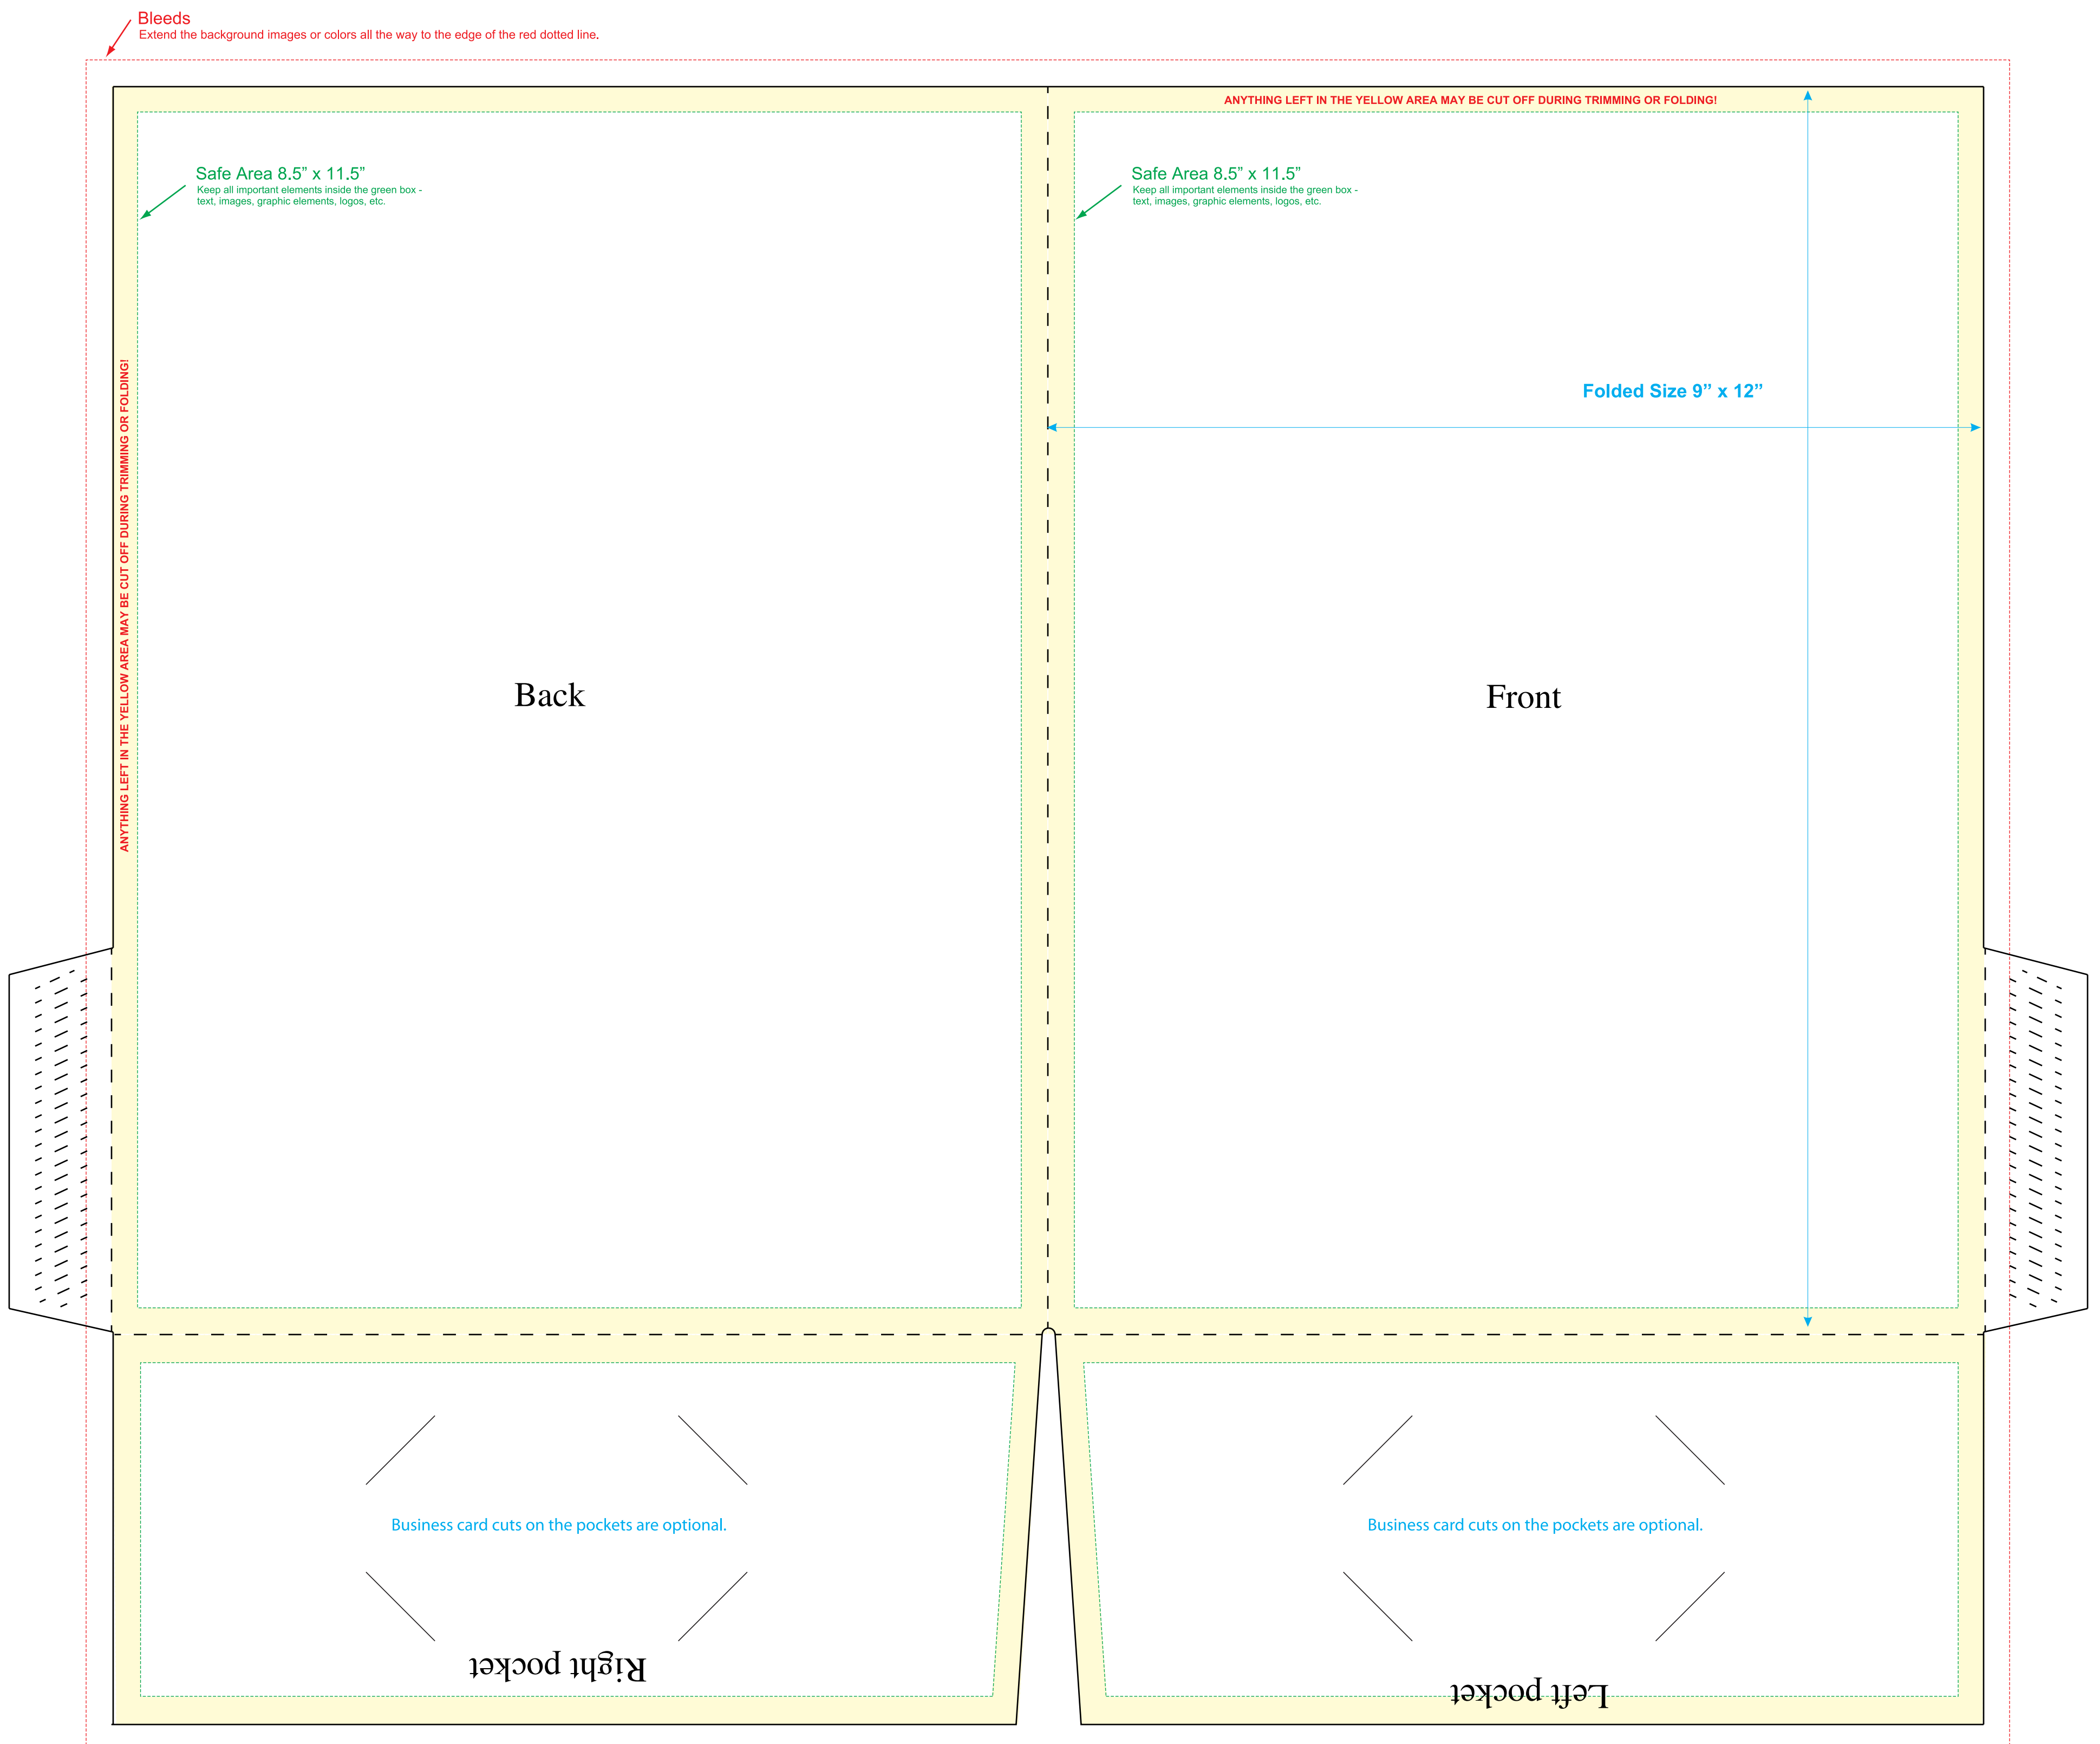 Bleeds
Extend the background images or colors all the way to the edge of the red dotted line.
ANYTHING LEFT IN THE YELLOW AREA MAY BE CUT OFF DURING TRIMMING OR FOLDING!
Safe Area 8.5” x 11.5”
Keep all important elements inside the green box -
text, images, graphic elements, logos, etc.
Safe Area 8.5” x 11.5”
Keep all important elements inside the green box -
text, images, graphic elements, logos, etc.
ANYTHING LEFT IN THE YELLOW AREA MAY BE CUT OFF DURING TRIMMING OR FOLDING!
Folded Size 9” x 12”
Back
Front
Business card cuts on the pockets are optional.
Business card cuts on the pockets are optional.
Right pocket
Left pocket